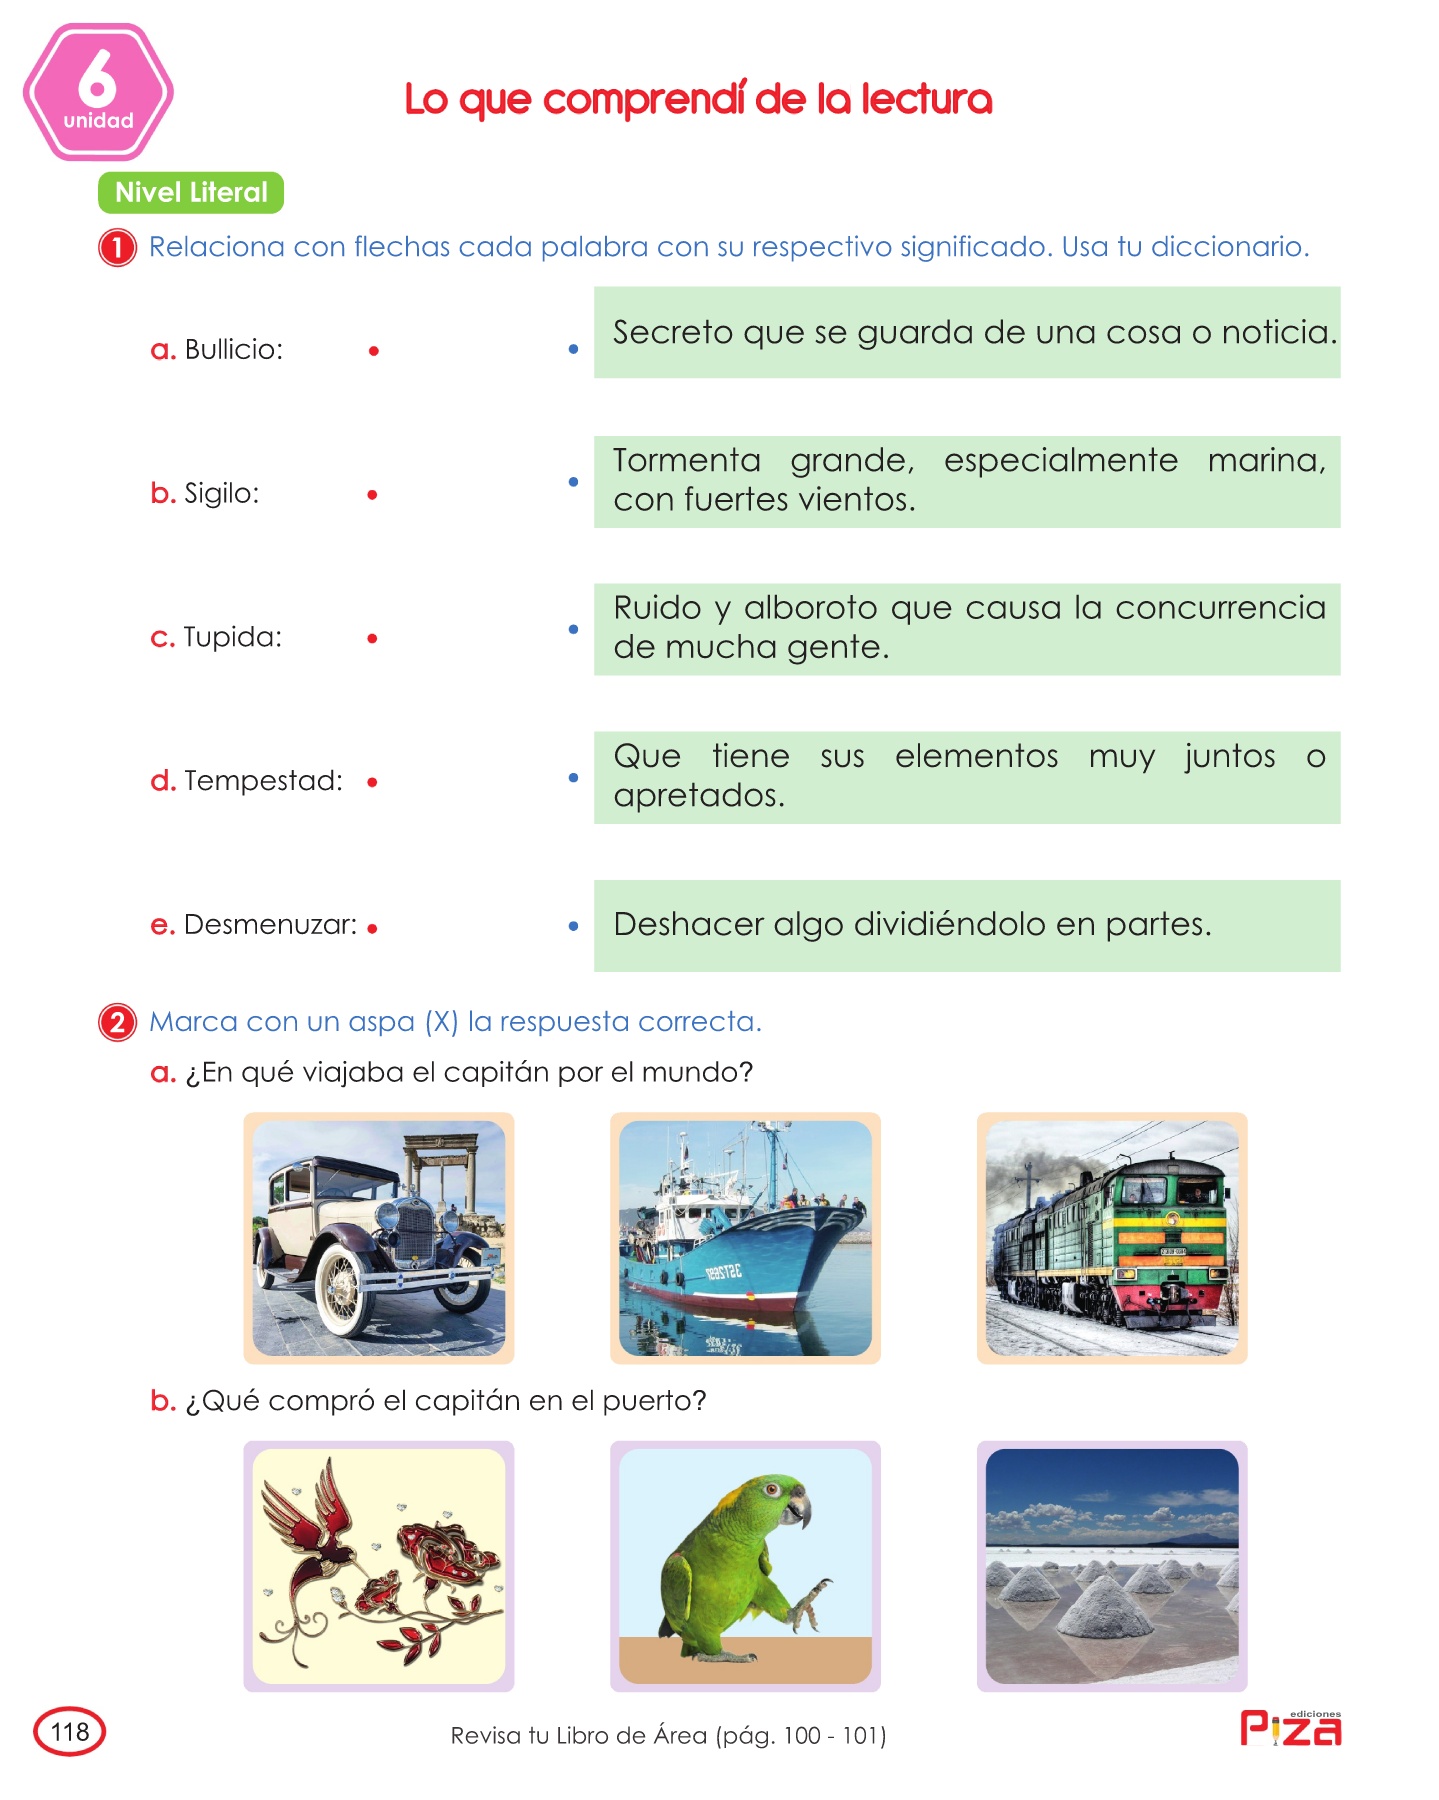 6
unidad
Lo que comprendí de la lectura
Nivel Literal
1 Relaciona con flechas cada palabra con su respectivo significado. Usa tu diccionario.
a. Bullicio:
Secreto que se guarda de una cosa o noticia.
b. Sigilo:
Tormenta grande, especialmente marina,
con fuertes vientos.
c. Tupida:
Ruido y alboroto que causa la concurrencia
de mucha gente.
d. Tempestad:
Que tiene sus elementos muy juntos o
apretados.
e. Desmenuzar:
Deshacer algo dividiéndolo en partes.
2 Marca con un aspa (X) la respuesta correcta.
a. ¿En qué viajaba el capitán por el mundo?
b. ¿Qué compró el capitán en el puerto?
118
Revisa tu Libro de Área (pág. 100 - 101)
ediciones
Piza